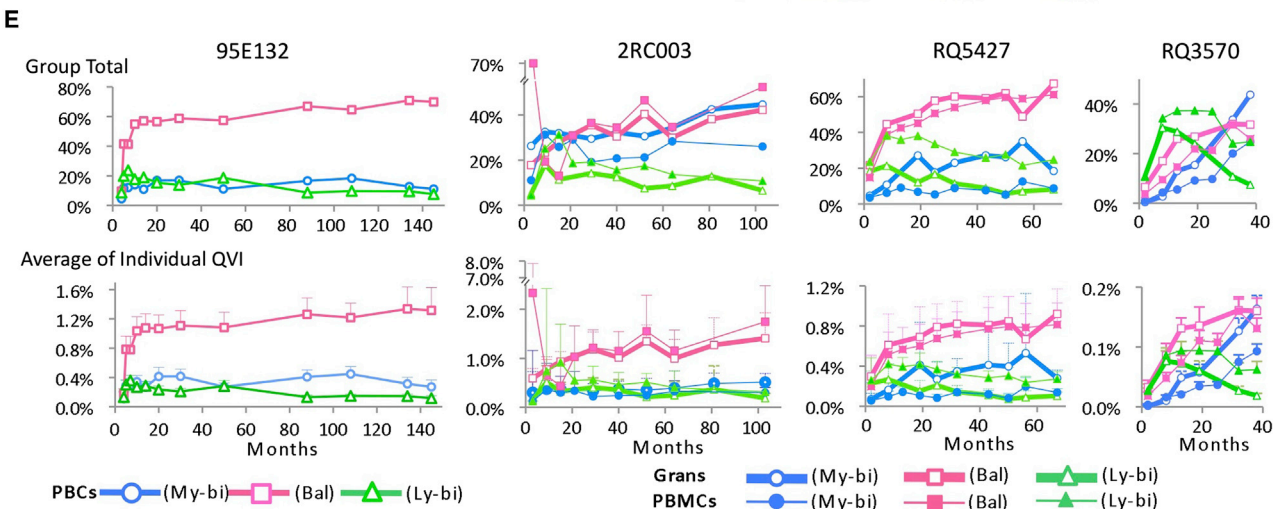 E
95E132 2RC003 RQ5427 RQ3570
Group Total
80%
60%
40%
20%
0%
0 20 40 60 80 100 120 140
70%
40%
20%
0%
0 20 40 60 80 100
60%
40%
20%
0%
0 20 40 60
40%
20%
0%
0 20 40
Average of Individual QVI
1.6%
1.2%
0.8%
0.4%
0.0%
0 20 40 60 80 100 120 140
Months
8.0%
7.0%
2.0%
1.0%
0.0%
0 20 40 60 80 100
Months
1.2%
0.8%
0.4%
0.0%
0 20 40 60
Months
0.2%
0.1%
0.0%
0 20 40
Months
PBCs (My-bi) (Bal) (Ly-bi)
Grans (My-bi) (Bal) (Ly-bi)
PBMCs (My-bi) (Bal) (Ly-bi)